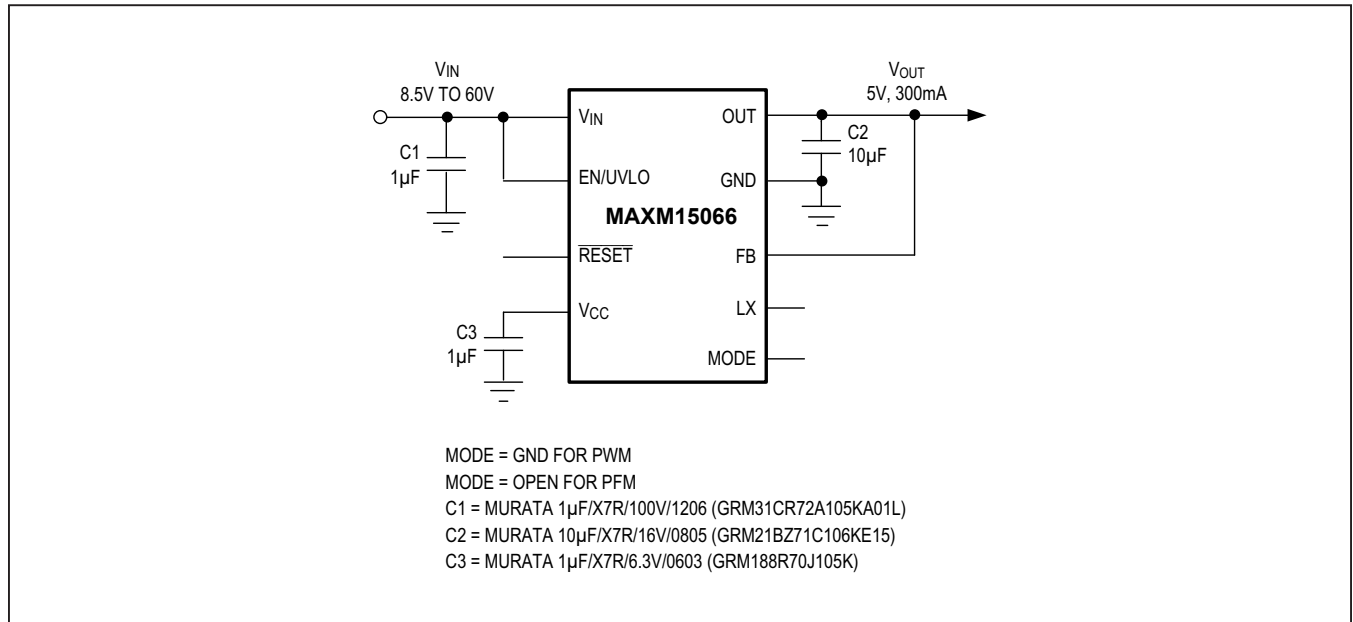 VIN
8.5V TO 60V
VOUT
5V, 300mA
C1
1µF
VIN
OUT
C2
10µF
EN/UVLO
GND
MAXM15066
RESET
FB
VCC
LX
C3
1µF
MODE
MODE = GND FOR PWM
MODE = OPEN FOR PFM
C1 = MURATA 1µF/X7R/100V/1206 (GRM31CR72A105KA01L)
C2 = MURATA 10µF/X7R/16V/0805 (GRM21BZ71C106KE15)
C3 = MURATA 1µF/X7R/6.3V/0603 (GRM188R70J105K)